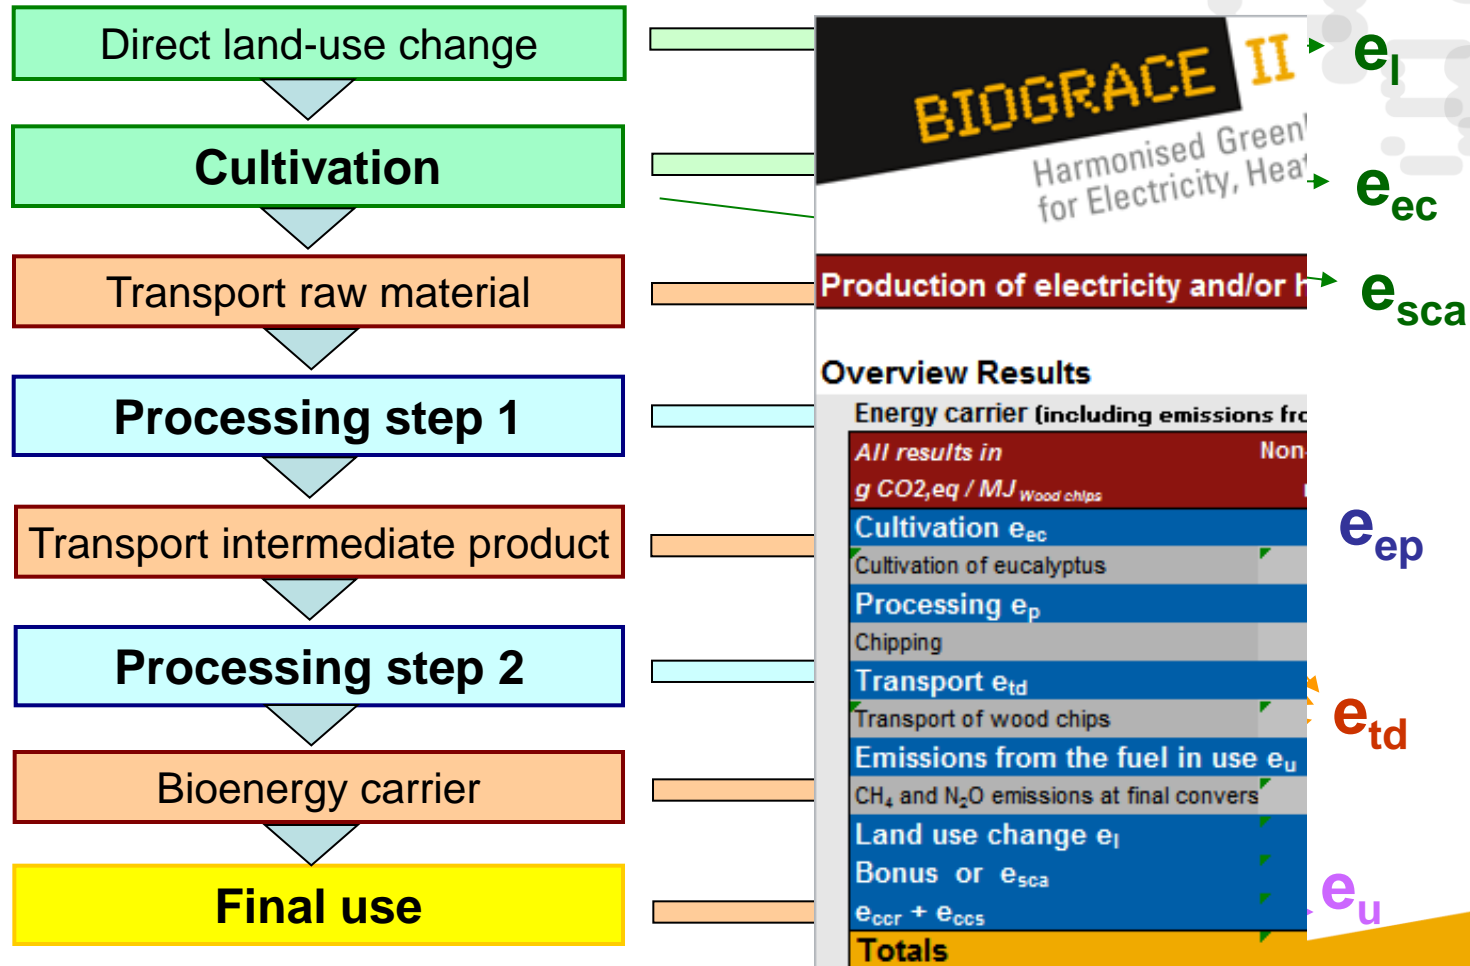 Direct land-use change
Cultivation
Transport raw material
Processing step 1
Transport intermediate product
Processing step 2
Bioenergy carrier
Final use
BIOGRACE II
Harmonised Green
for Electricity, Hea
Production of electricity and/or h
Overview Results
Energy carrier (including emissions fro
All results in Non-
g CO2,eq / MJ Wood chips
Cultivation eec
Cultivation of eucalyptus
Processing ep
Chipping
Transport etd
Transport of wood chips
Emissions from the fuel in use eu
CH4 and N2O emissions at final convers
Land use change el
Bonus or esca
eccr + eccs
Totals
el
eec
esca
eep
etd
eu